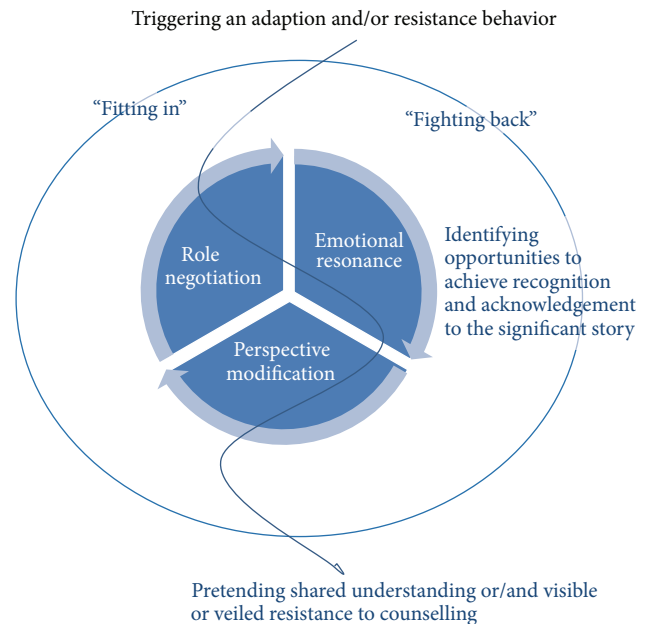 Triggering an adaption and/or resistance behavior
“Fitting in”
“Fighting back”
Role
negotiation
Emotional
resonance
Identifying
opportunities to
achieve recognition
and acknowledgement
to the significant story
Perspective
modification
Pretending shared understanding or/and visible
or veiled resistance to counselling